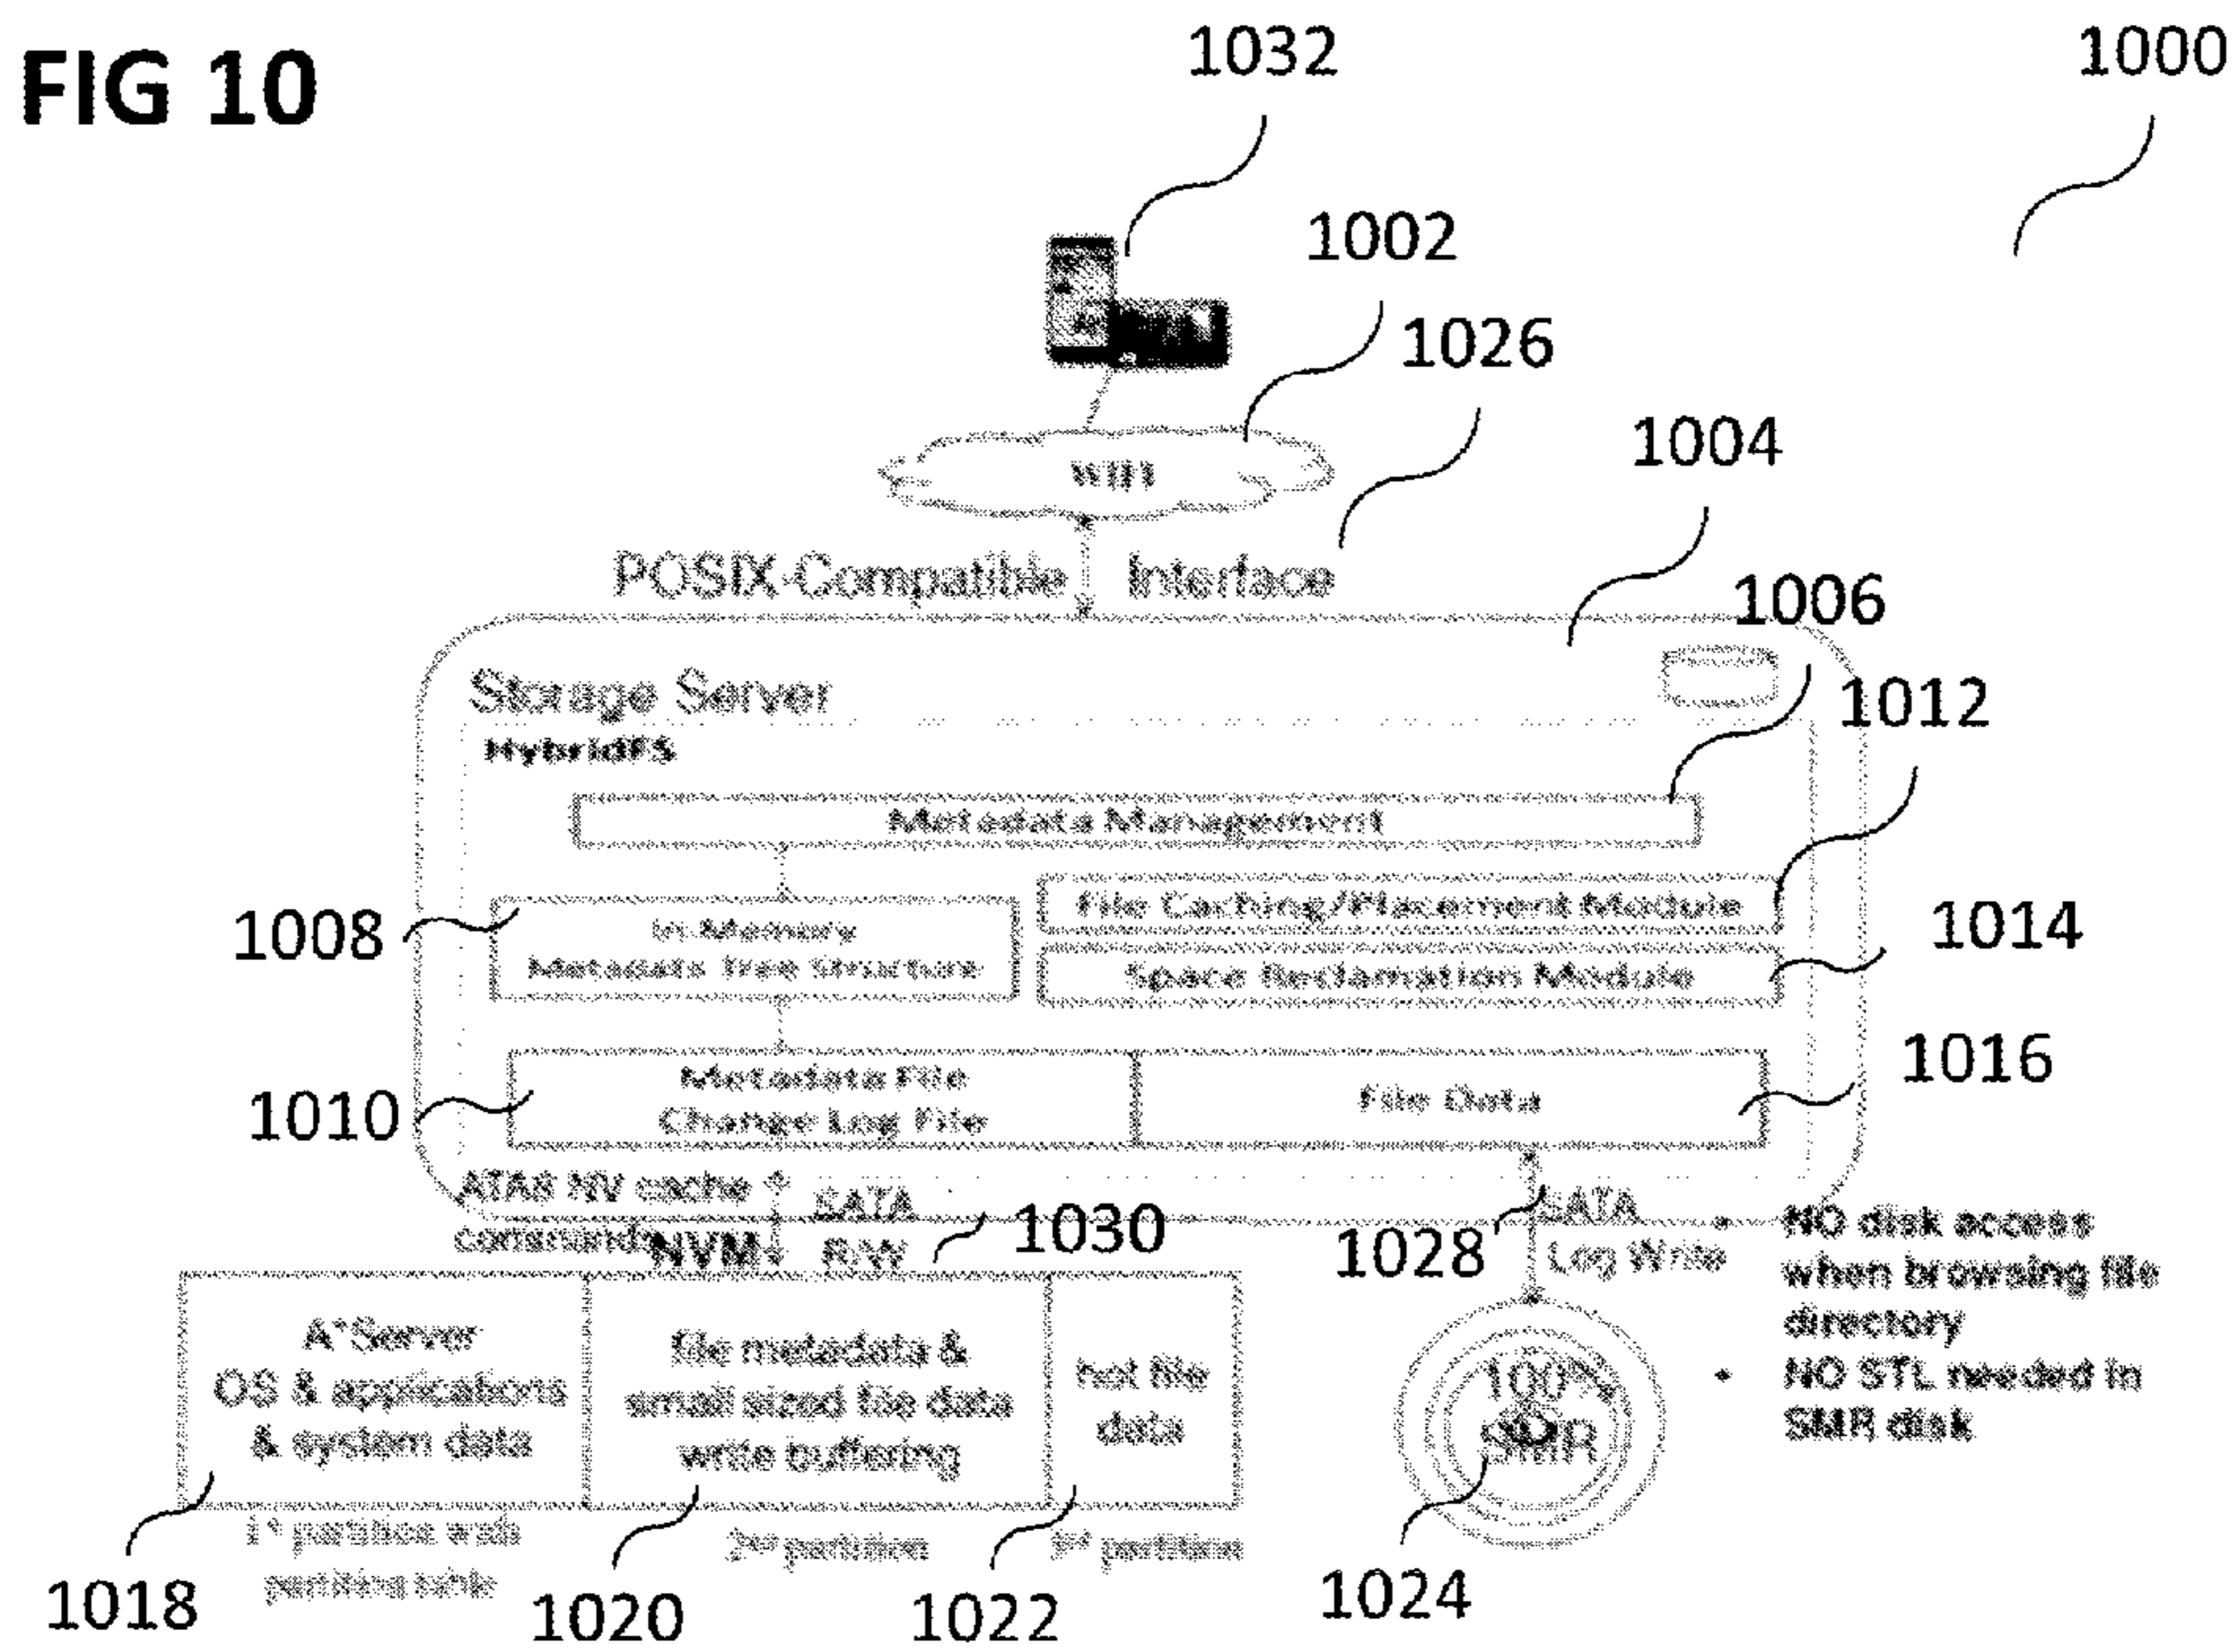 FIG 10
1032
1000
1002
1026
WIFI
1004
POSIX-Compatible Interface
1006
Storage Server
1012
HybridFS
Metadata Management
1008
In-Memory
Metadata Tree Structure
File Caching/Placement Module
1014
Space Reclamation Module
1016
1010
Metadata File
Change Log File
File Data
ATA8 NV cache
commands
NVM
SATA
R/W
1030
1028
SATA
Log Write
• NO disk access
when browsing file
directory
• NO STL needed in
SMR disk
A*Server
OS & applications
& system data
file metadata &
small sized file data
write buffering
hot file
data
100%
SMR
1st partition with
2nd partition
3rd partition
1018
1020
1022
1024